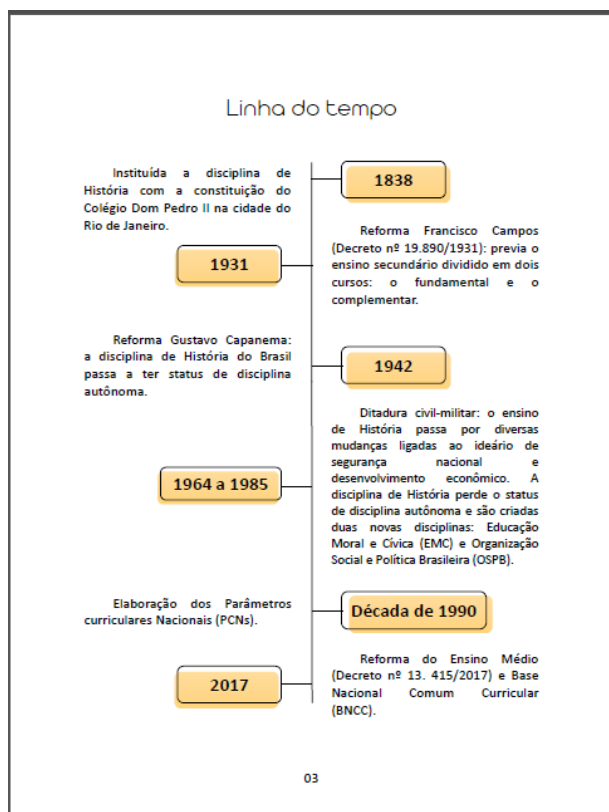 Linha do tempo
Instituída a disciplina de
História com a constituição do
Colégio Dom Pedro II na cidade do
Rio de Janeiro.
1838
Reforma Francisco Campos
(Decreto nº 19.890/1931): previa o
ensino secundário dividido em dois
cursos: o fundamental e o
complementar.
1931
Reforma Gustavo Capanema:
a disciplina de História do Brasil
passa a ter status de disciplina
autônoma.
1942
Ditadura civil-militar: o ensino
de História passa por diversas
mudanças ligadas ao ideário de
segurança nacional e
desenvolvimento econômico. A
disciplina de História perde o status
de disciplina autônoma e são criadas
duas novas disciplinas: Educação
Moral e Cívica (EMC) e Organização
Social e Política Brasileira (OSPB).
1964 a 1985
Elaboração dos Parâmetros
curriculares Nacionais (PCNs).
Década de 1990
Reforma do Ensino Médio
(Decreto nº 13. 415/2017) e Base
Nacional Comum Curricular
(BNCC).
2017
03